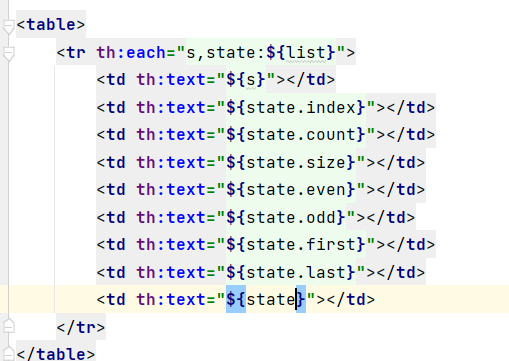 <table>
<tr th:each="s,state:${list}">
<td th:text="${s}"></td>
<td th:text="${state.index}"></td>
<td th:text="${state.count}"></td>
<td th:text="${state.size}"></td>
<td th:text="${state.even}"></td>
<td th:text="${state.odd}"></td>
<td th:text="${state.first}"></td>
<td th:text="${state.last}"></td>
<td th:text="${state}"></td>
</tr>
</table>